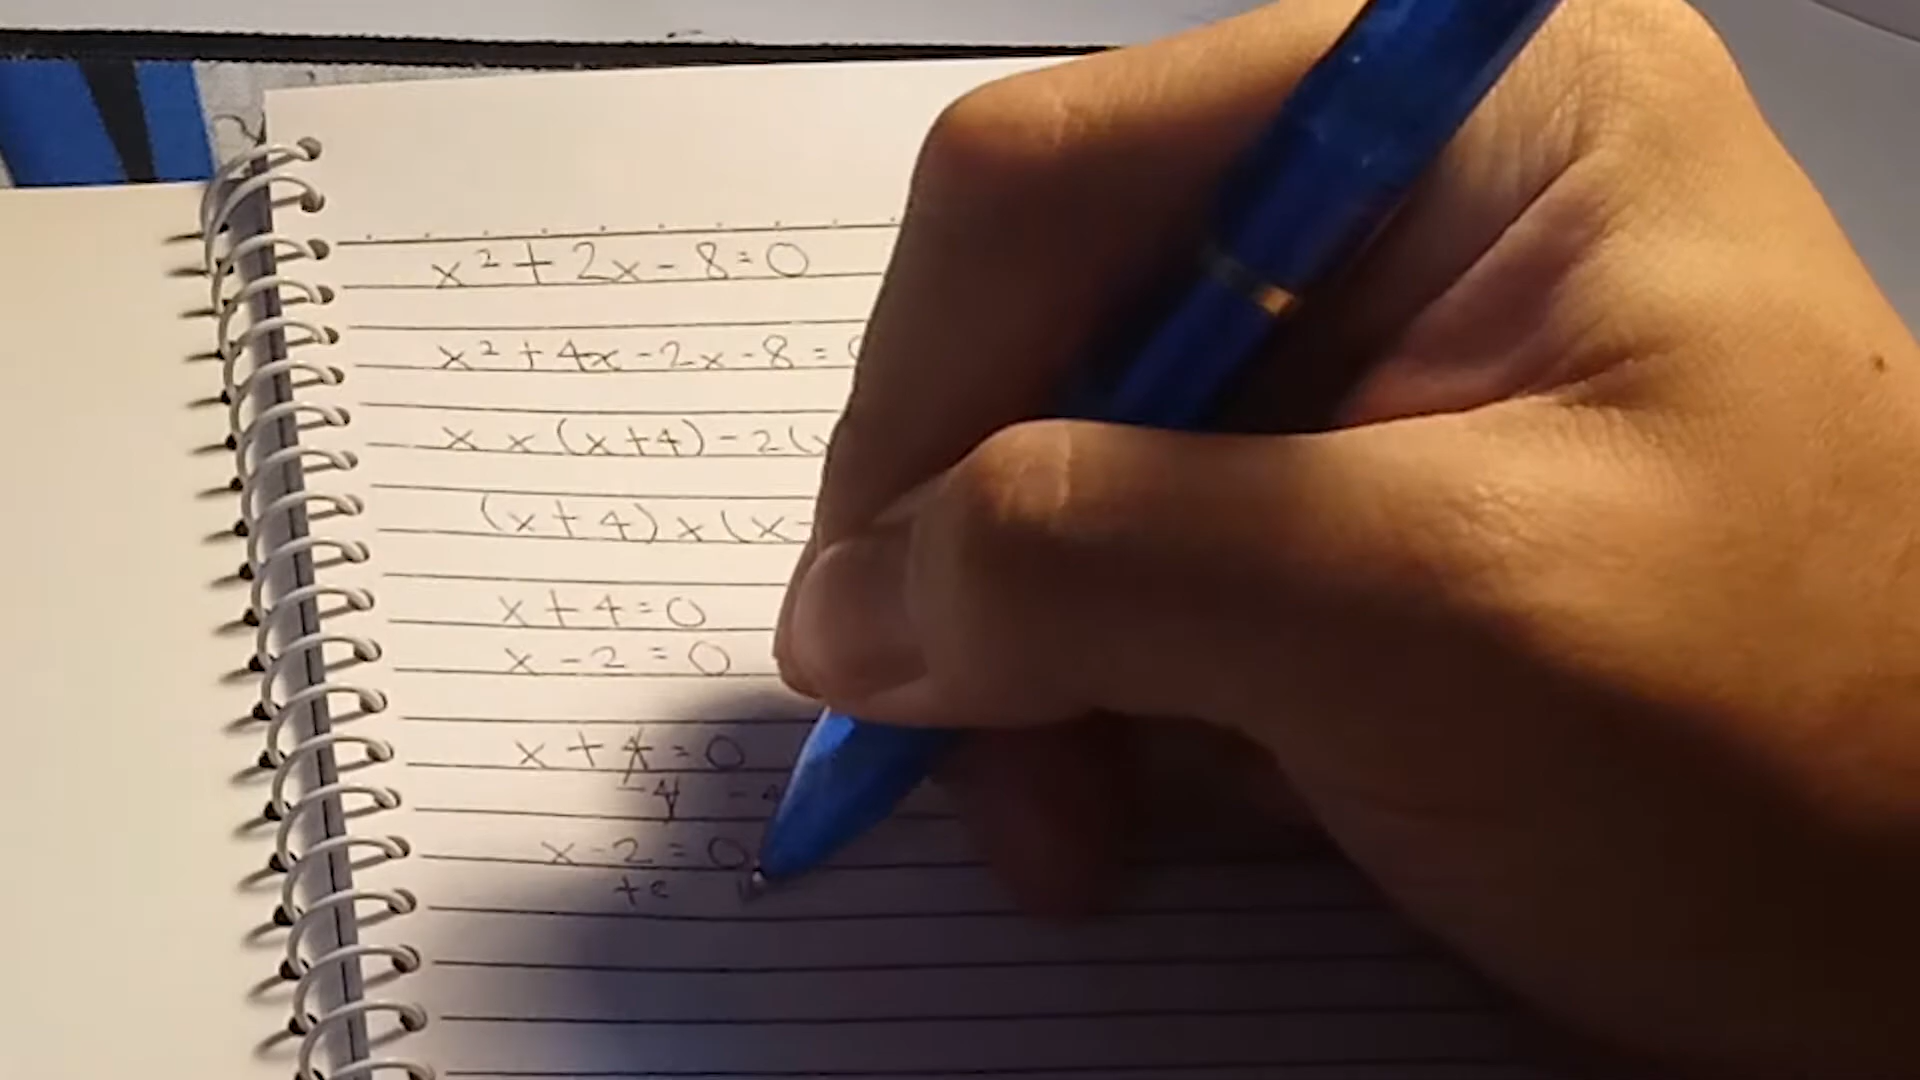 x² + 2x - 8 = 0
x² + 4x - 2x - 8 =
x × (x + 4) - 2(
(x + 4) × (x -
x + 4 = 0
x - 2 = 0
x + 4 = 0
-4 - 4
x - 2 = 0
+